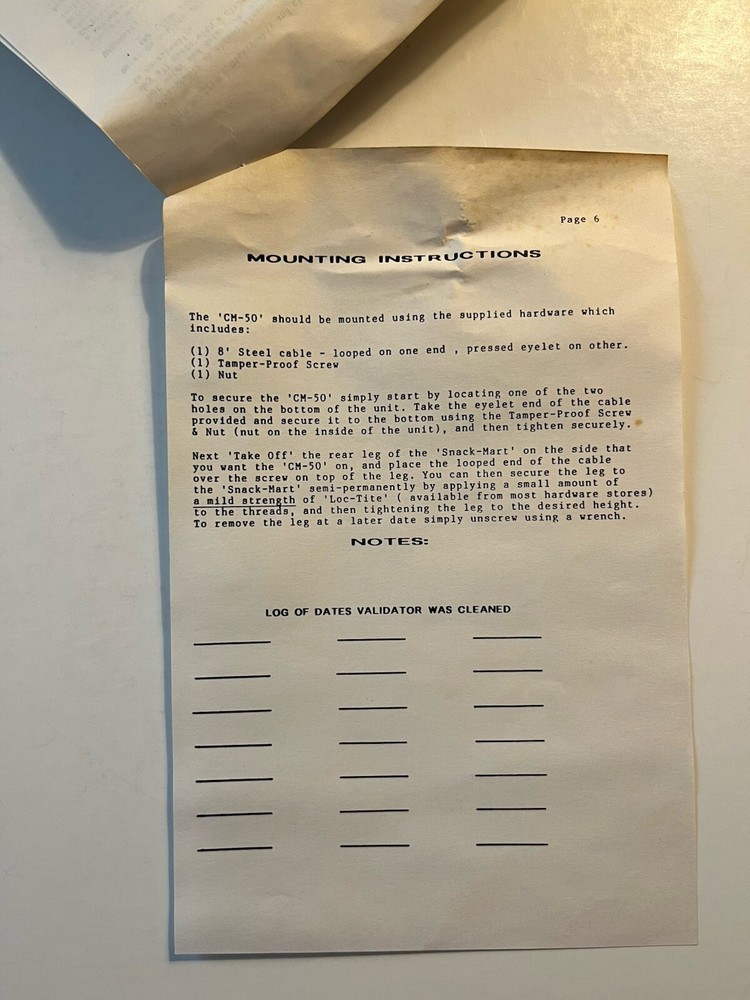 Page 6
MOUNTING INSTRUCTIONS
The 'CM-50' should be mounted using the supplied hardware which
includes:
(1) 8' Steel cable - looped on one end , pressed eyelet on other.
(1) Tamper-Proof Screw
(1) Nut
To secure the 'CM-50' simply start by locating one of the two
holes on the bottom of the unit. Take the eyelet end of the cable
provided and secure it to the bottom using the Tamper-Proof Screw
& Nut (nut on the inside of the unit), and then tighten securely.
Next 'Take Off' the rear leg of the 'Snack-Mart' on the side that
you want the 'CM-50' on, and place the looped end of the cable
over the screw on top of the leg. You can then secure the leg to
the 'Snack-Mart' semi-permanently by applying a small amount of
a mild strength of 'Loc-Tite' ( available from most hardware stores)
to the threads, and then tightening the leg to the desired height.
To remove the leg at a later date simply unscrew using a wrench.
NOTES:
LOG OF DATES VALIDATOR WAS CLEANED